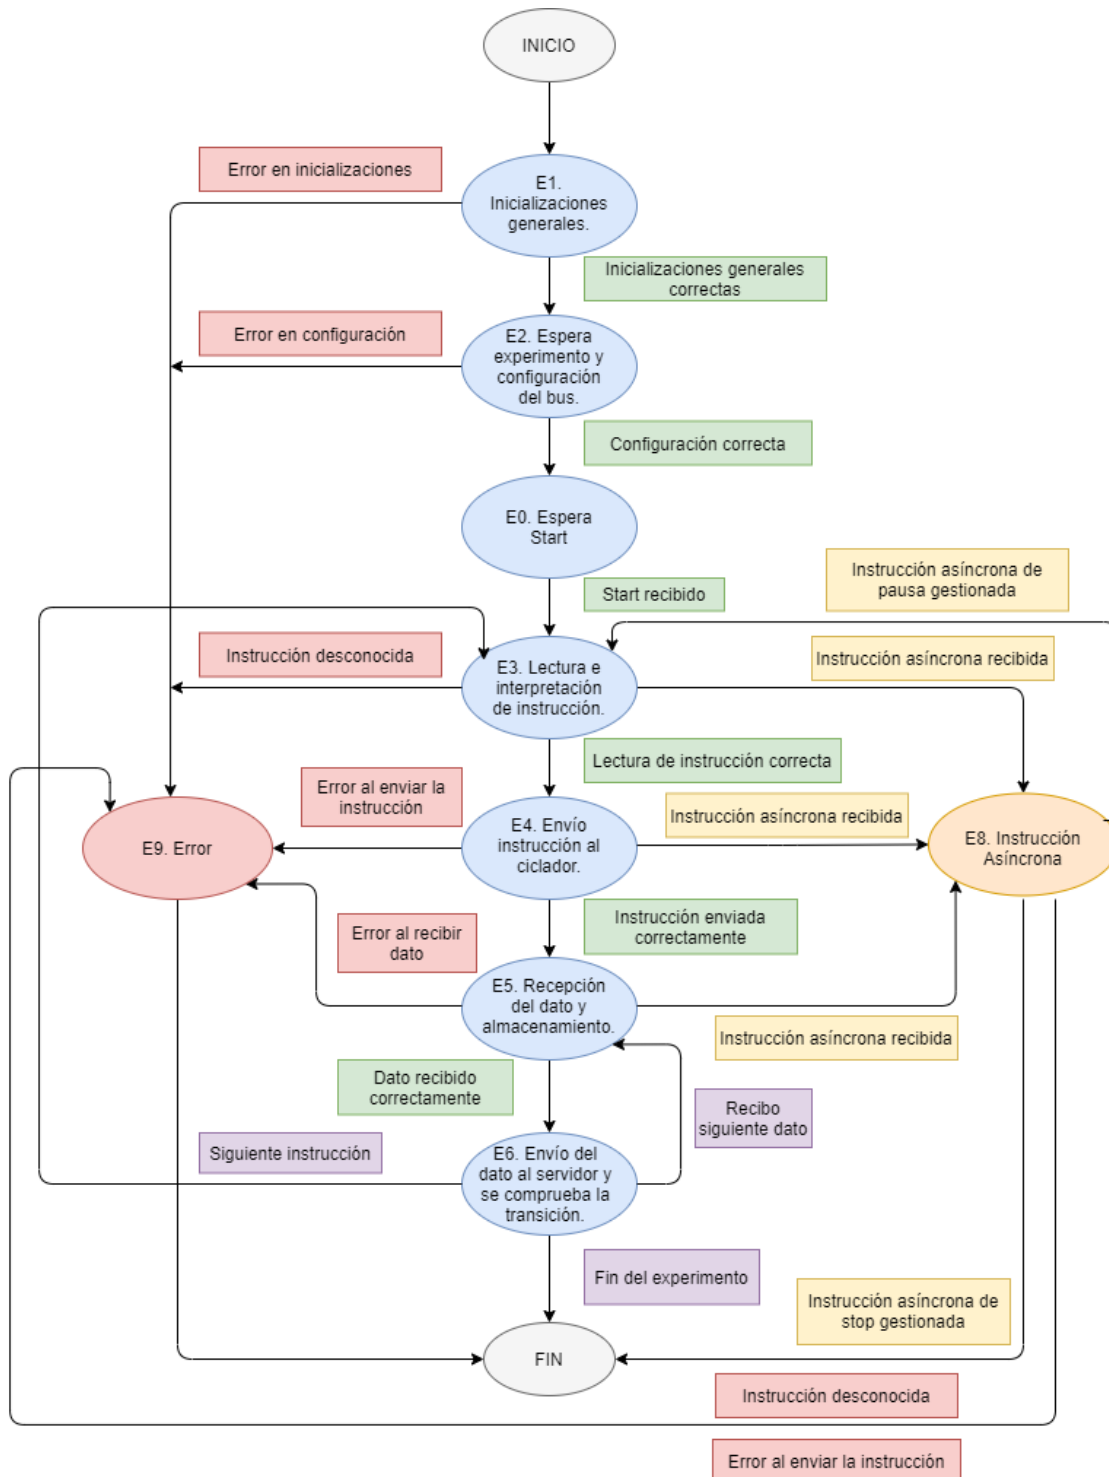 INICIO
Error en inicializaciones
E1.
Inicializaciones
generales.
Inicializaciones generales
correctas
Error en configuración
E2. Espera
experimento y
configuración
del bus.
Configuración correcta
E0. Espera
Start
Instrucción asíncrona de
pausa gestionada
Start recibido
Instrucción desconocida
E3. Lectura e
interpretación
de instrucción.
Instrucción asíncrona recibida
Lectura de instrucción correcta
Error al enviar la
instrucción
Instrucción asíncrona recibida
E9. Error
E4. Envío
instrucción al
ciclador.
E8. Instrucción
Asíncrona
Error al recibir
dato
Instrucción enviada
correctamente
E5. Recepción
del dato y
almacenamiento.
Instrucción asíncrona recibida
Dato recibido
correctamente
Recibo
siguiente dato
Siguiente instrucción
E6. Envío del
dato al servidor y
se comprueba la
transición.
Fin del experimento
Instrucción asíncrona de
stop gestionada
FIN
Instrucción desconocida
Error al enviar la instrucción